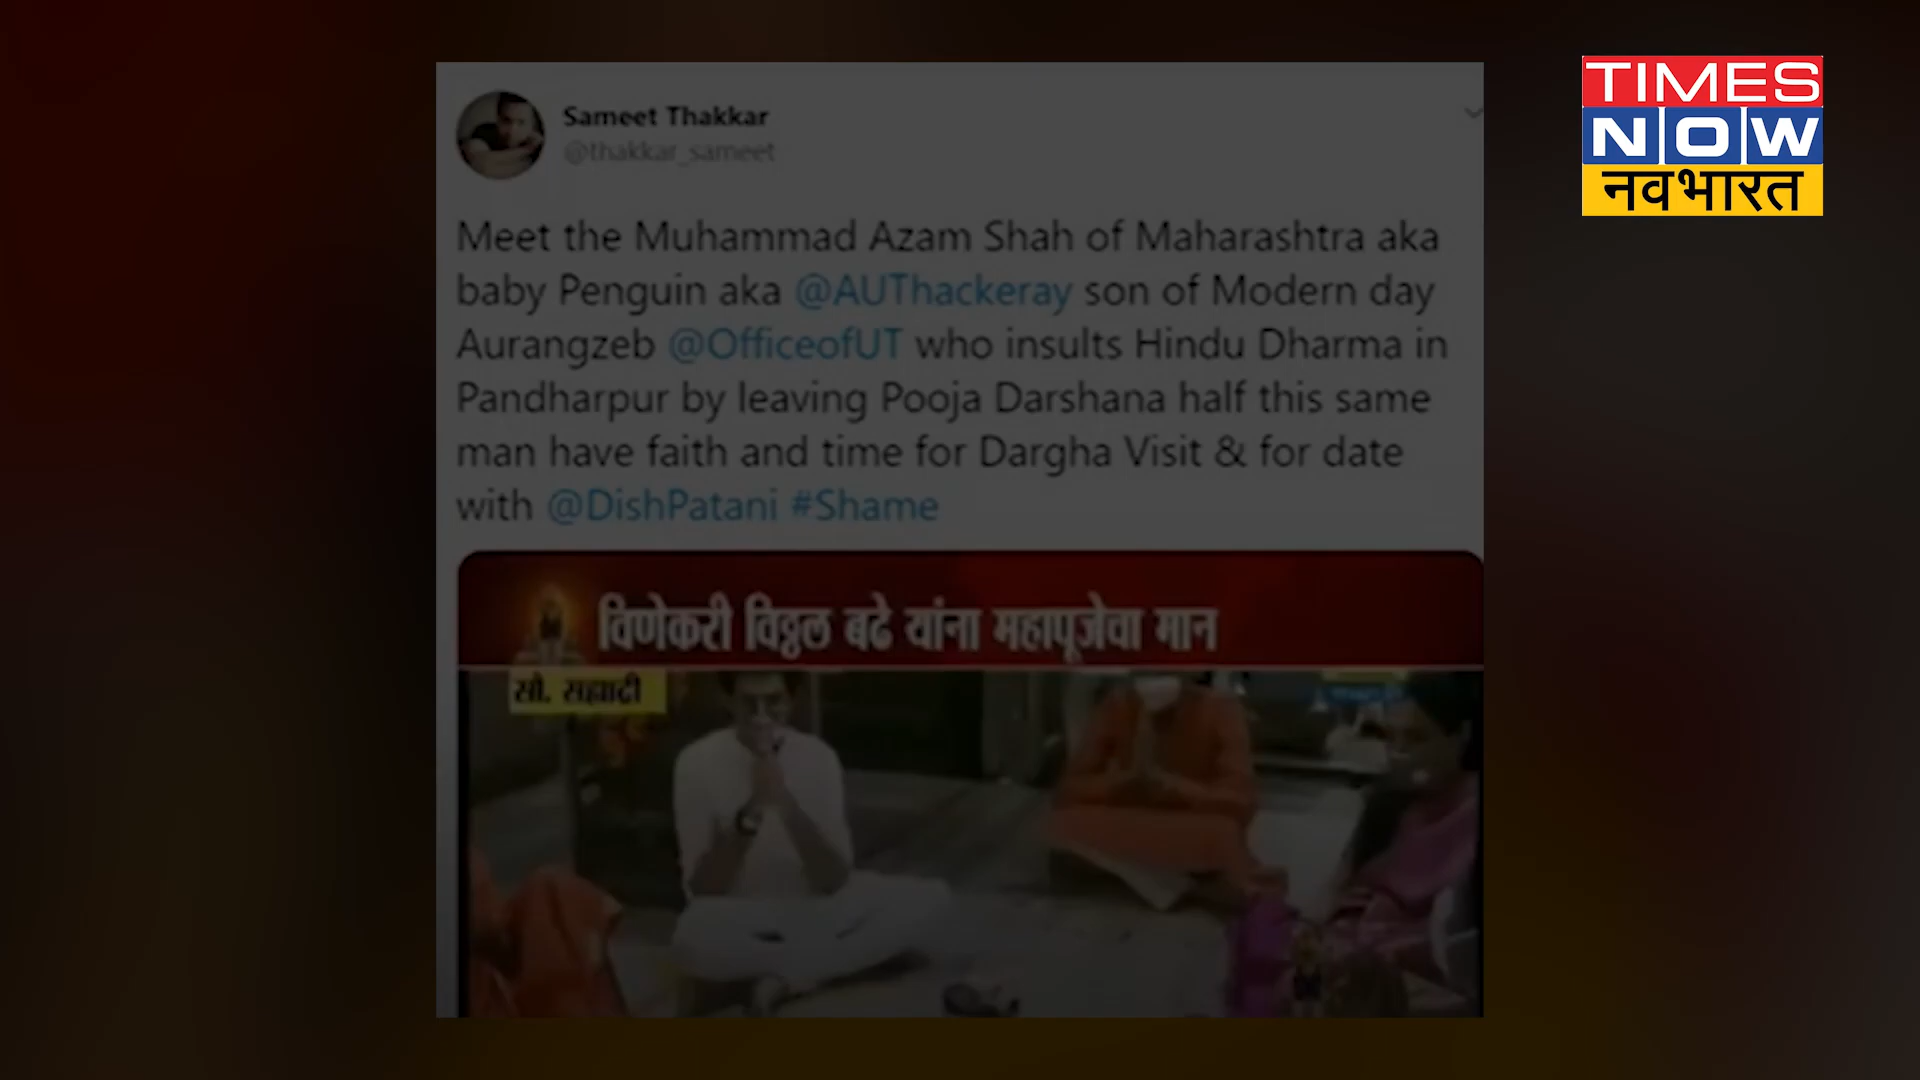 TIMES
NOW
नवभारत
Sameet Thakkar
@thakkar_sameet
Meet the Muhammad Azam Shah of Maharashtra aka
baby Penguin aka @AUThackeray son of Modern day
Aurangzeb @OfficeofUT who insults Hindu Dharma in
Pandharpur by leaving Pooja Darshana half this same
man have faith and time for Dargha Visit & for date
with @DishPatani #Shame
विणेकरी विठ्ठल बढे यांना महापूजेचा मान
सौ. सह्याद्री